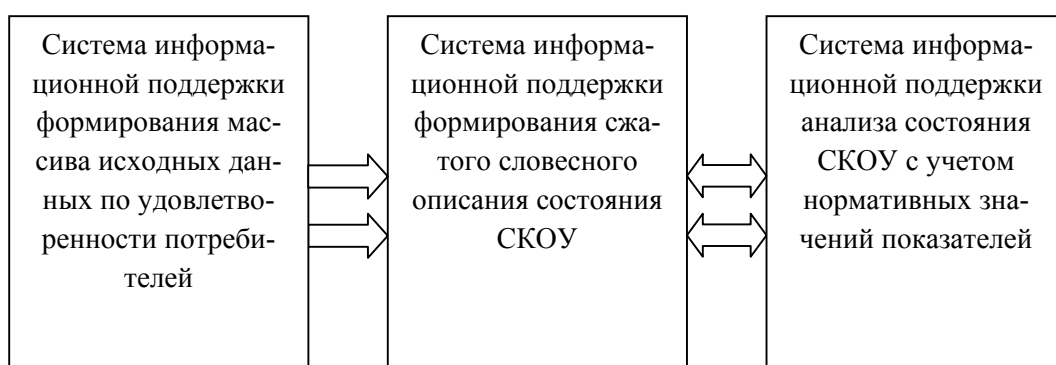 Система информа-
ционной поддержки
формирования мас-
сива исходных дан-
ных по удовлетво-
ренности потреби-
телей
Система информа-
ционной поддержки
формирования сжа-
того словесного
описания состояния
СКОУ
Система информа-
ционной поддержки
анализа состояния
СКОУ с учетом
нормативных зна-
чений показателей